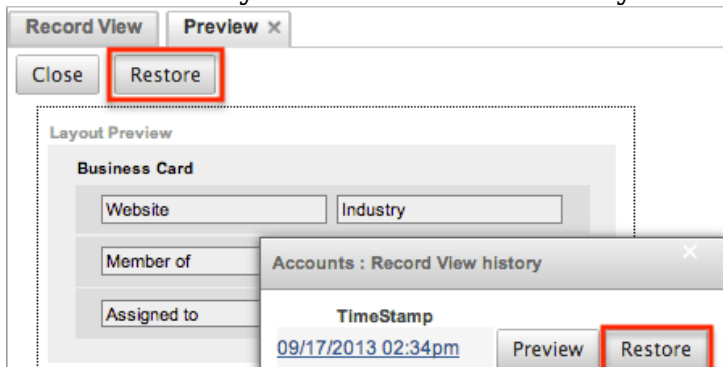 Record View Preview ×
Close Restore
Layout Preview
Business Card
Website Industry
Member of
Accounts : Record View history ×
Assigned to
TimeStamp
09/17/2013 02:34pm Preview Restore